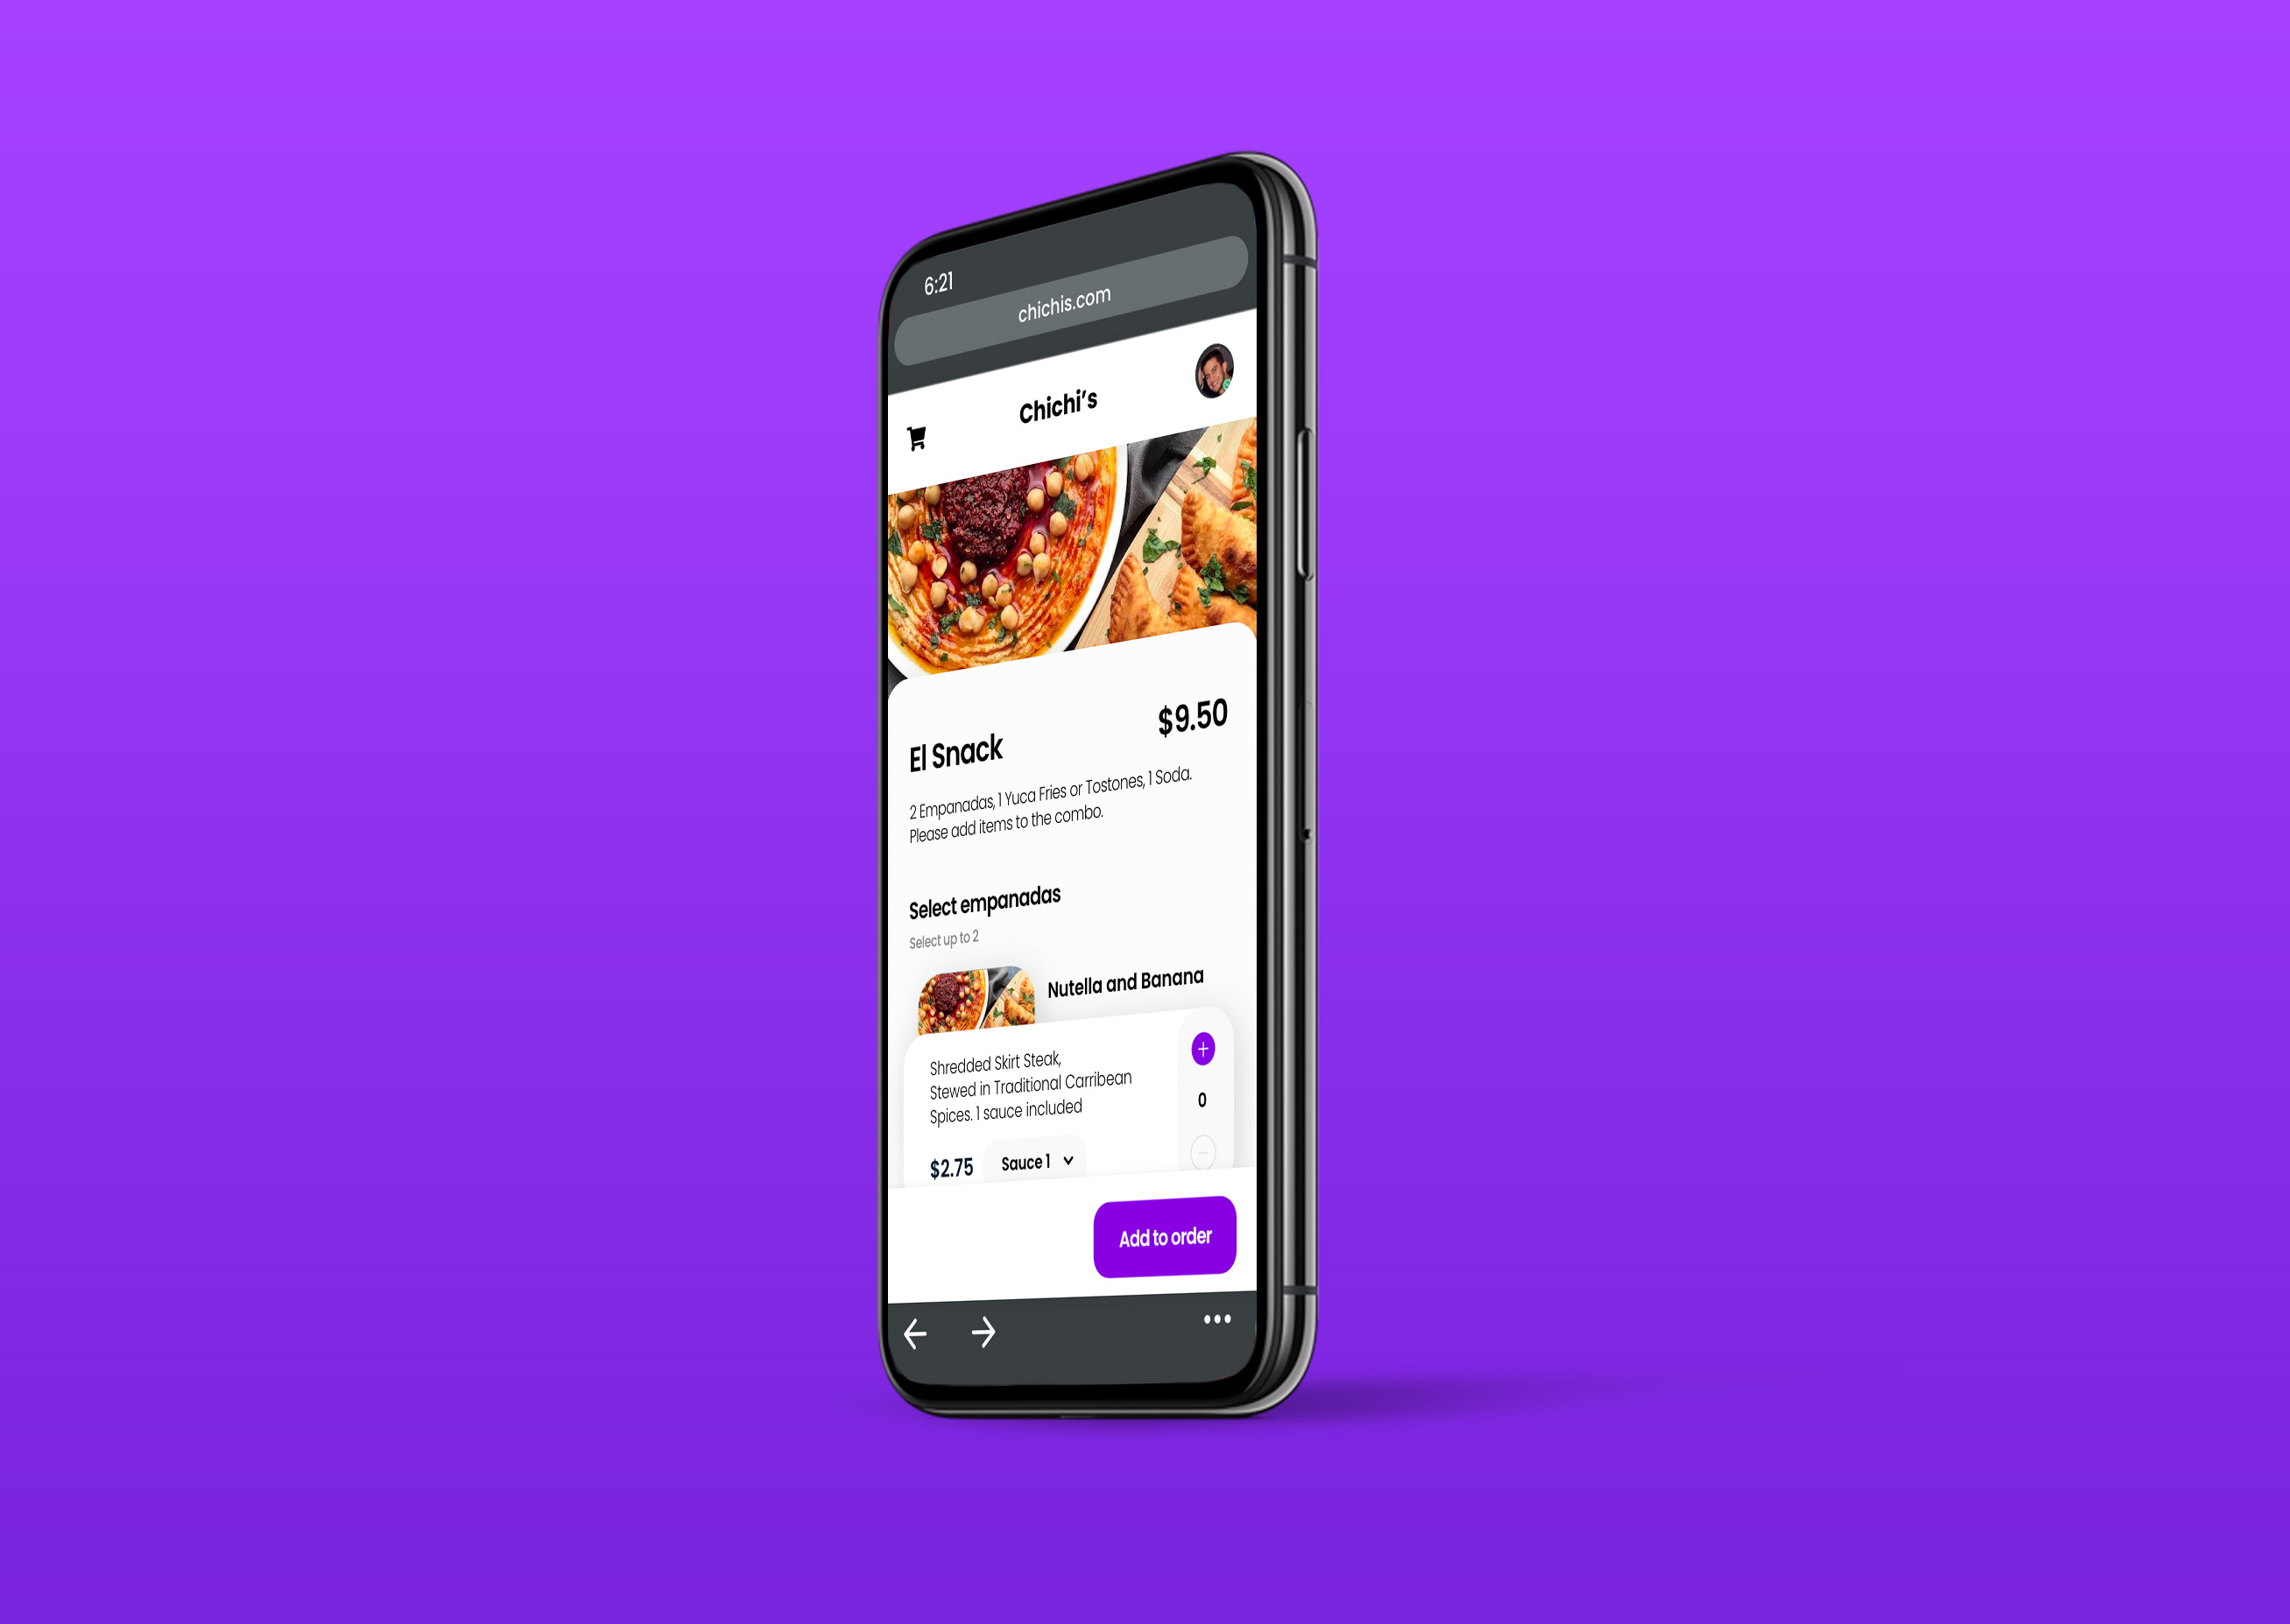 6:21
chichis.com
Chichi’s
El Snack
$9.50
2 Empanadas, 1 Yuca Fries or Tostones, 1 Soda.
Please add items to the combo.
Select empanadas
Select up to 2
Nutella and Banana
Shredded Skirt Steak,
Stewed in Traditional Carribean
Spices. 1 sauce included
0
$2.75
Sauce 1
Add to order